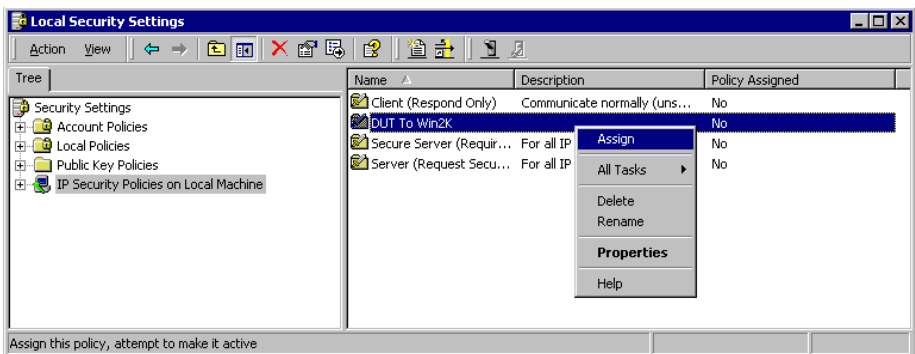 Local Security Settings
Action View
Tree
Name Description Policy Assigned
Security Settings
Account Policies
Local Policies
Public Key Policies
IP Security Policies on Local Machine
Client (Respond Only) Communicate normally (uns... No
DUT To Win2K No
Secure Server (Requir... For all IP No
Server (Request Secu... For all IP No
Assign
All Tasks
Delete
Rename
Properties
Help
Assign this policy, attempt to make it active